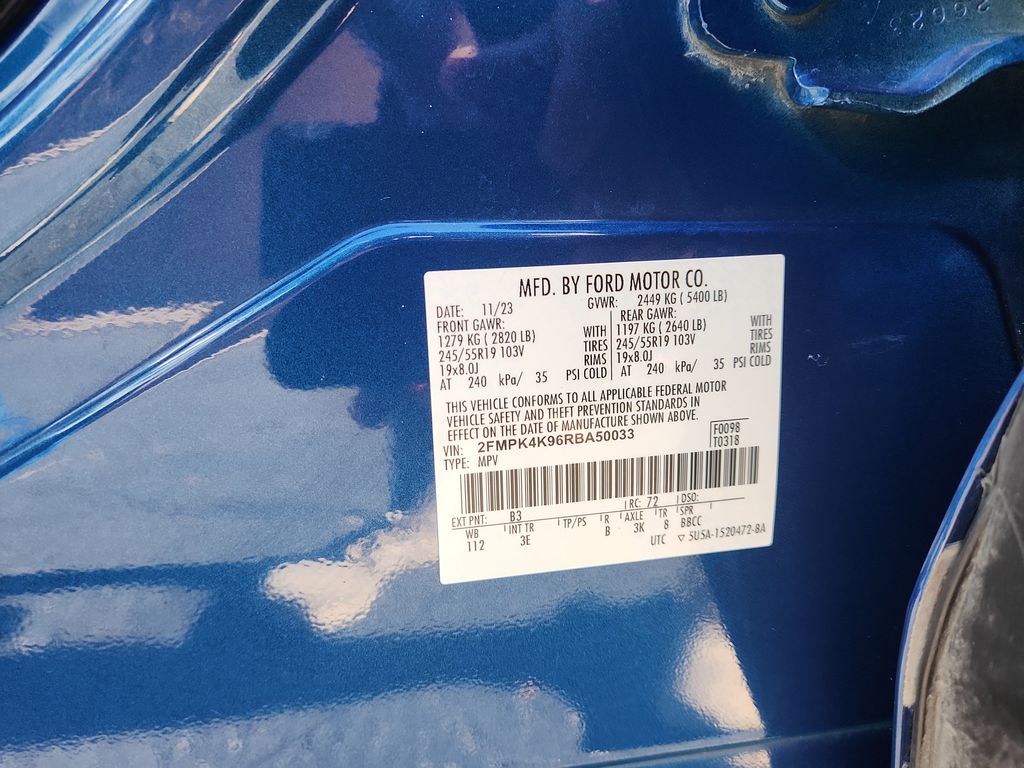 MFD. BY FORD MOTOR CO.
DATE: 11/23 GVWR: 2449 KG ( 5400 LB)
FRONT GAWR: REAR GAWR:
1279 KG ( 2820 LB) WITH 1197 KG ( 2640 LB) WITH
245/55R19 103V TIRES 245/55R19 103V TIRES
19x8.0J RIMS 19x8.0J RIMS
AT 240 kPa/ 35 PSI COLD AT 240 kPa/ 35 PSI COLD
THIS VEHICLE CONFORMS TO ALL APPLICABLE FEDERAL MOTOR
VEHICLE SAFETY AND THEFT PREVENTION STANDARDS IN
EFFECT ON THE DATE OF MANUFACTURE SHOWN ABOVE.
VIN: 2FMPK4K96RBA50033 F0098
TYPE: MPV T0318
EXT PNT: B3 RC: 72 DSO:
WB INT TR TP/PS R AXLE TR SPR
112 3E B 3K 8 BBCC
UTC ▽ 5U5A-1520472-BA